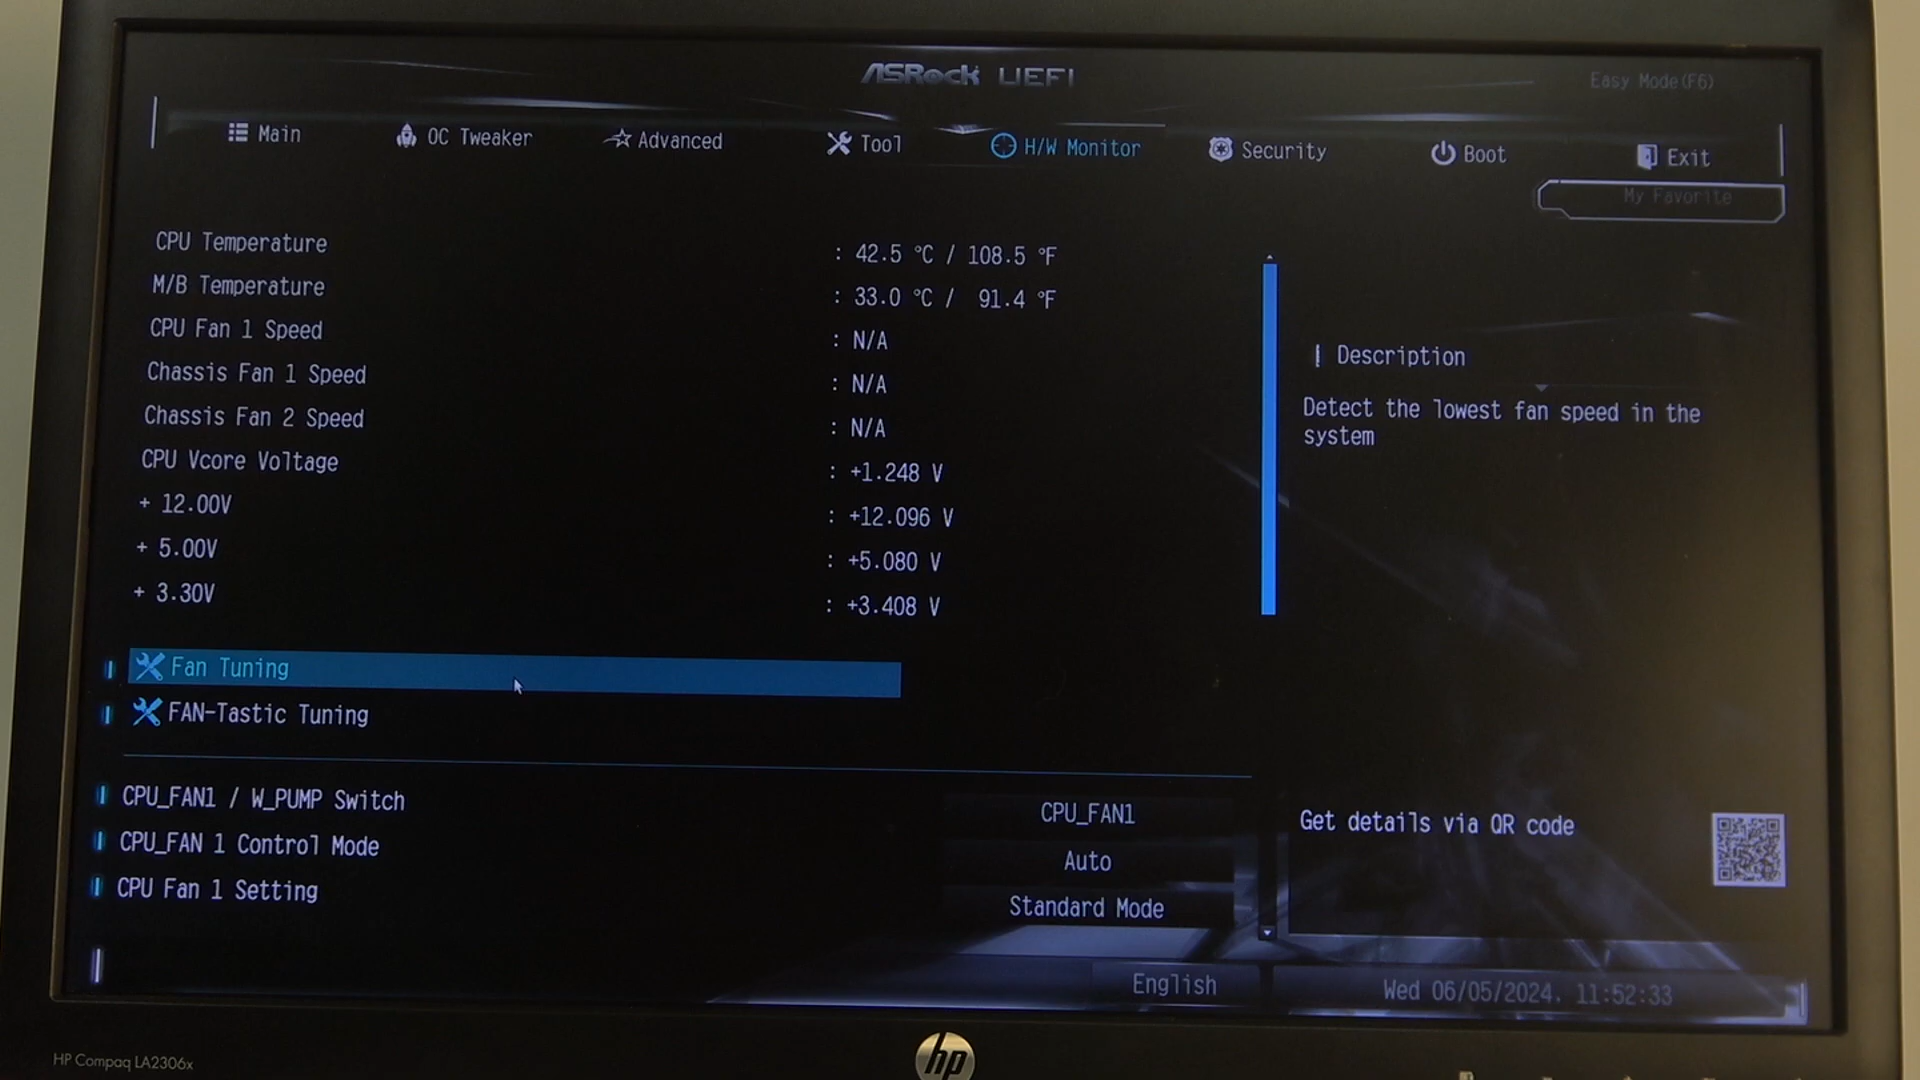 ASRock UEFI
Easy Mode(F6)
Main OC Tweaker Advanced Tool H/W Monitor Security Boot Exit
My Favorite
CPU Temperature : 42.5 °C / 108.5 °F
M/B Temperature : 33.0 °C / 91.4 °F
CPU Fan 1 Speed : N/A
Chassis Fan 1 Speed : N/A
Chassis Fan 2 Speed : N/A
CPU Vcore Voltage : +1.248 V
+ 12.00V : +12.096 V
+ 5.00V : +5.080 V
+ 3.30V : +3.408 V
Fan Tuning
FAN-Tastic Tuning
CPU_FAN1 / W_PUMP Switch CPU_FAN1
CPU_FAN 1 Control Mode Auto
CPU Fan 1 Setting Standard Mode
Description
Detect the lowest fan speed in the
system
Get details via QR code
English
Wed 06/05/2024. 11:52:33
HP Compaq LA2306x
hp